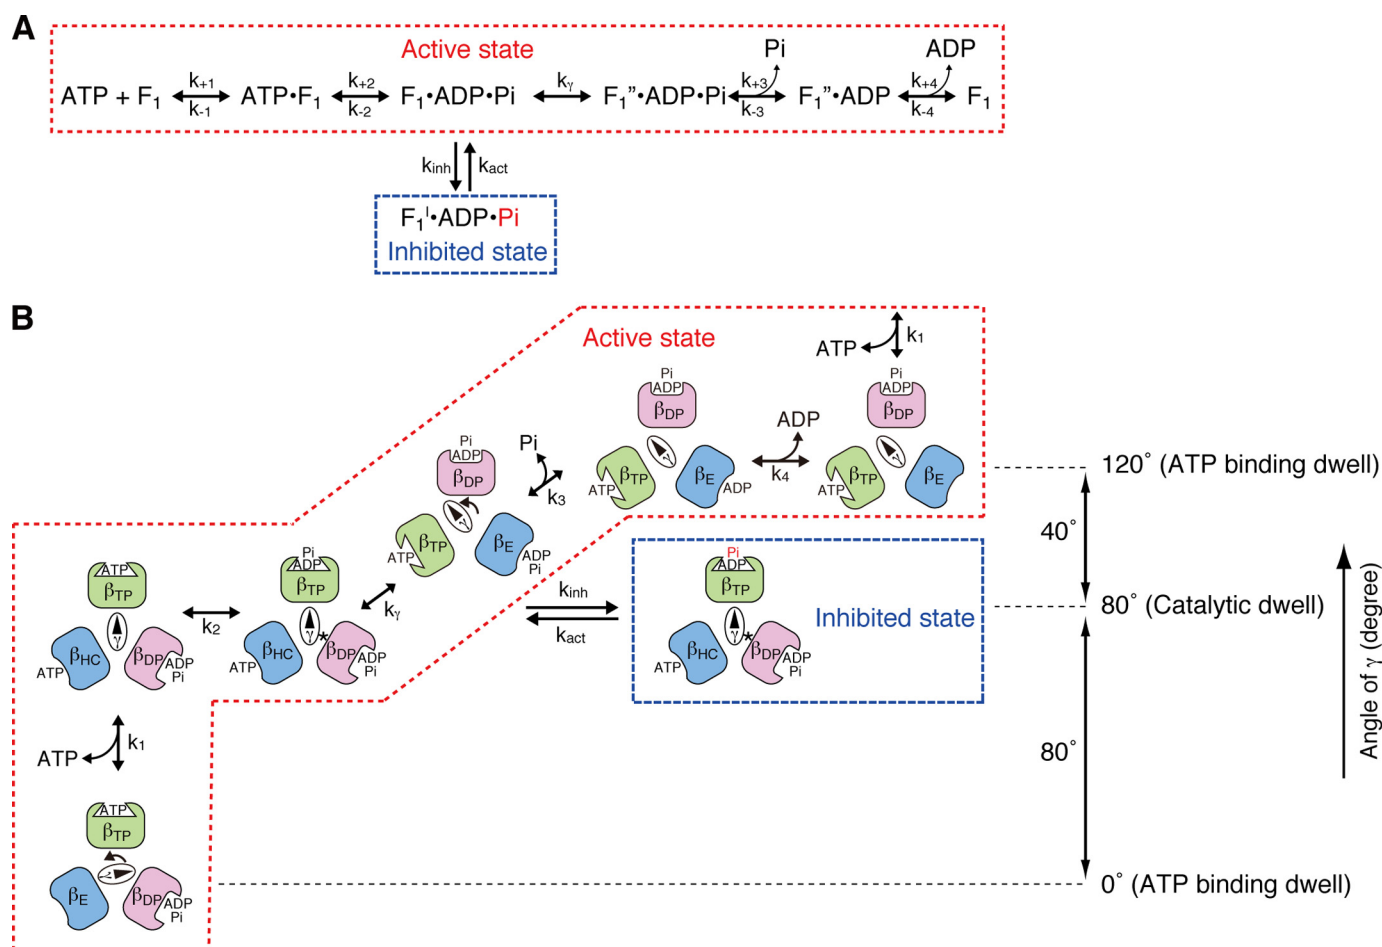 A
Active state
Pi
ADP
k+1
k+2
kγ
k+3
k+4
ATP + F1
ATP•F1
F1•ADP•Pi
F1”•ADP•Pi
F1”•ADP
F1
k-1
k-2
k-3
k-4
kinh
kact
F1I•ADP•Pi
Inhibited state
B
Active state
ATP
k1
Pi
ADP
βDP
Pi
ADP
βDP
ADP
k4
βTP
ATP
βE
ADP
βTP
ATP
βE
γ
γ
120° (ATP binding dwell)
Pi
ADP
βDP
Pi
k3
γ
βTP
ATP
βE
ADP
Pi
40°
ATP
βTP
γ
βHC
ATP
βDP
ADP
Pi
k2
Pi
ADP
βTP
γ
*
βHC
ATP
βDP
ADP
Pi
kγ
kinh
kact
Pi
ADP
βTP
γ
*
βHC
ATP
βDP
ADP
Pi
Inhibited state
80° (Catalytic dwell)
Angle of γ (degree)
80°
ATP
k1
ATP
βTP
γ
βE
βDP
ADP
Pi
0° (ATP binding dwell)